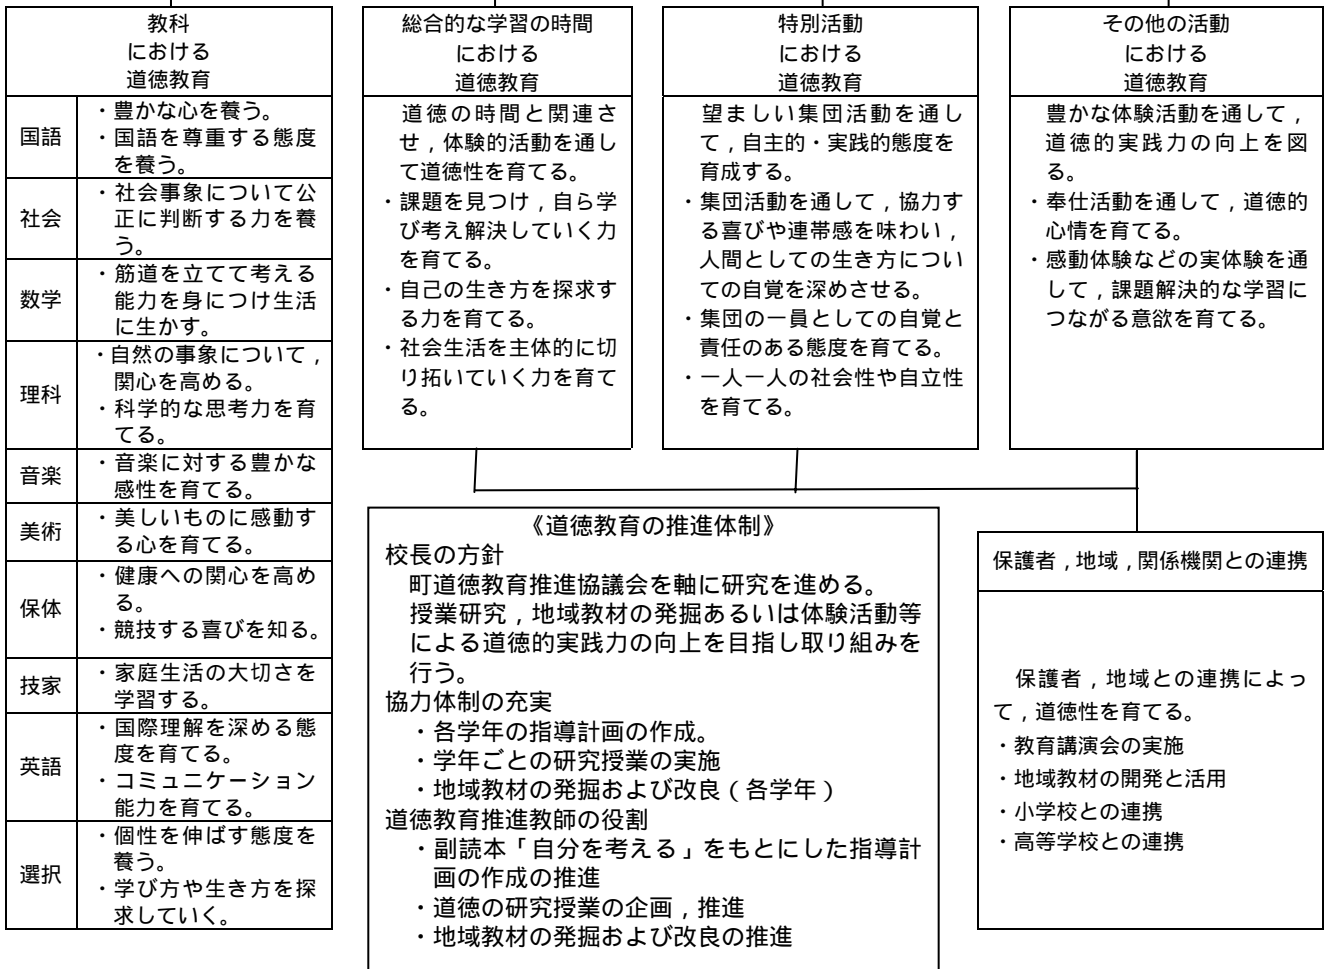 教科
における
道徳教育
国語
・豊かな心を養う。
・国語を尊重する態度
を養う。
社会
・社会事象について公
正に判断する力を養
う。
数学
・筋道を立てて考える
能力を身につけ生活
に生かす。
理科
・自然の事象について，
関心を高める。
・科学的な思考力を育
てる。
音楽
・音楽に対する豊かな
感性を育てる。
美術
・美しいものに感動す
る心を育てる。
保体
・健康への関心を高め
る。
・競技する喜びを知る。
技家
・家庭生活の大切さを
学習する。
英語
・国際理解を深める態
度を育てる。
・コミュニケーション
能力を育てる。
選択
・個性を伸ばす態度を
養う。
・学び方や生き方を探
求していく。
総合的な学習の時間
における
道徳教育
道徳の時間と関連さ
せ，体験的活動を通し
て道徳性を育てる。
・課題を見つけ，自ら学
び考え解決していく力
を育てる。
・自己の生き方を探求す
る力を育てる。
・社会生活を主体的に切
り拓いていく力を育て
る。
特別活動
における
道徳教育
望ましい集団活動を通し
て，自主的・実践的態度を
育成する。
・集団活動を通して，協力す
る喜びや連帯感を味わい，
人間としての生き方につい
ての自覚を深めさせる。
・集団の一員としての自覚と
責任のある態度を育てる。
・一人一人の社会性や自立性
を育てる。
その他の活動
における
道徳教育
豊かな体験活動を通して，
道徳的実践力の向上を図
る。
・奉仕活動を通して，道徳的
心情を育てる。
・感動体験などの実体験を通
して，課題解決的な学習に
つながる意欲を育てる。
《道徳教育の推進体制》
校長の方針
町道徳教育推進協議会を軸に研究を進める。
授業研究，地域教材の発掘あるいは体験活動等
による道徳的実践力の向上を目指し取り組みを
行う。
協力体制の充実
・各学年の指導計画の作成。
・学年ごとの研究授業の実施
・地域教材の発掘および改良（各学年）
道徳教育推進教師の役割
・副読本「自分を考える」をもとにした指導計
画の作成の推進
・道徳の研究授業の企画，推進
・地域教材の発掘および改良の推進
保護者，地域，関係機関との連携
保護者，地域との連携によっ
て，道徳性を育てる。
・教育講演会の実施
・地域教材の開発と活用
・小学校との連携
・高等学校との連携